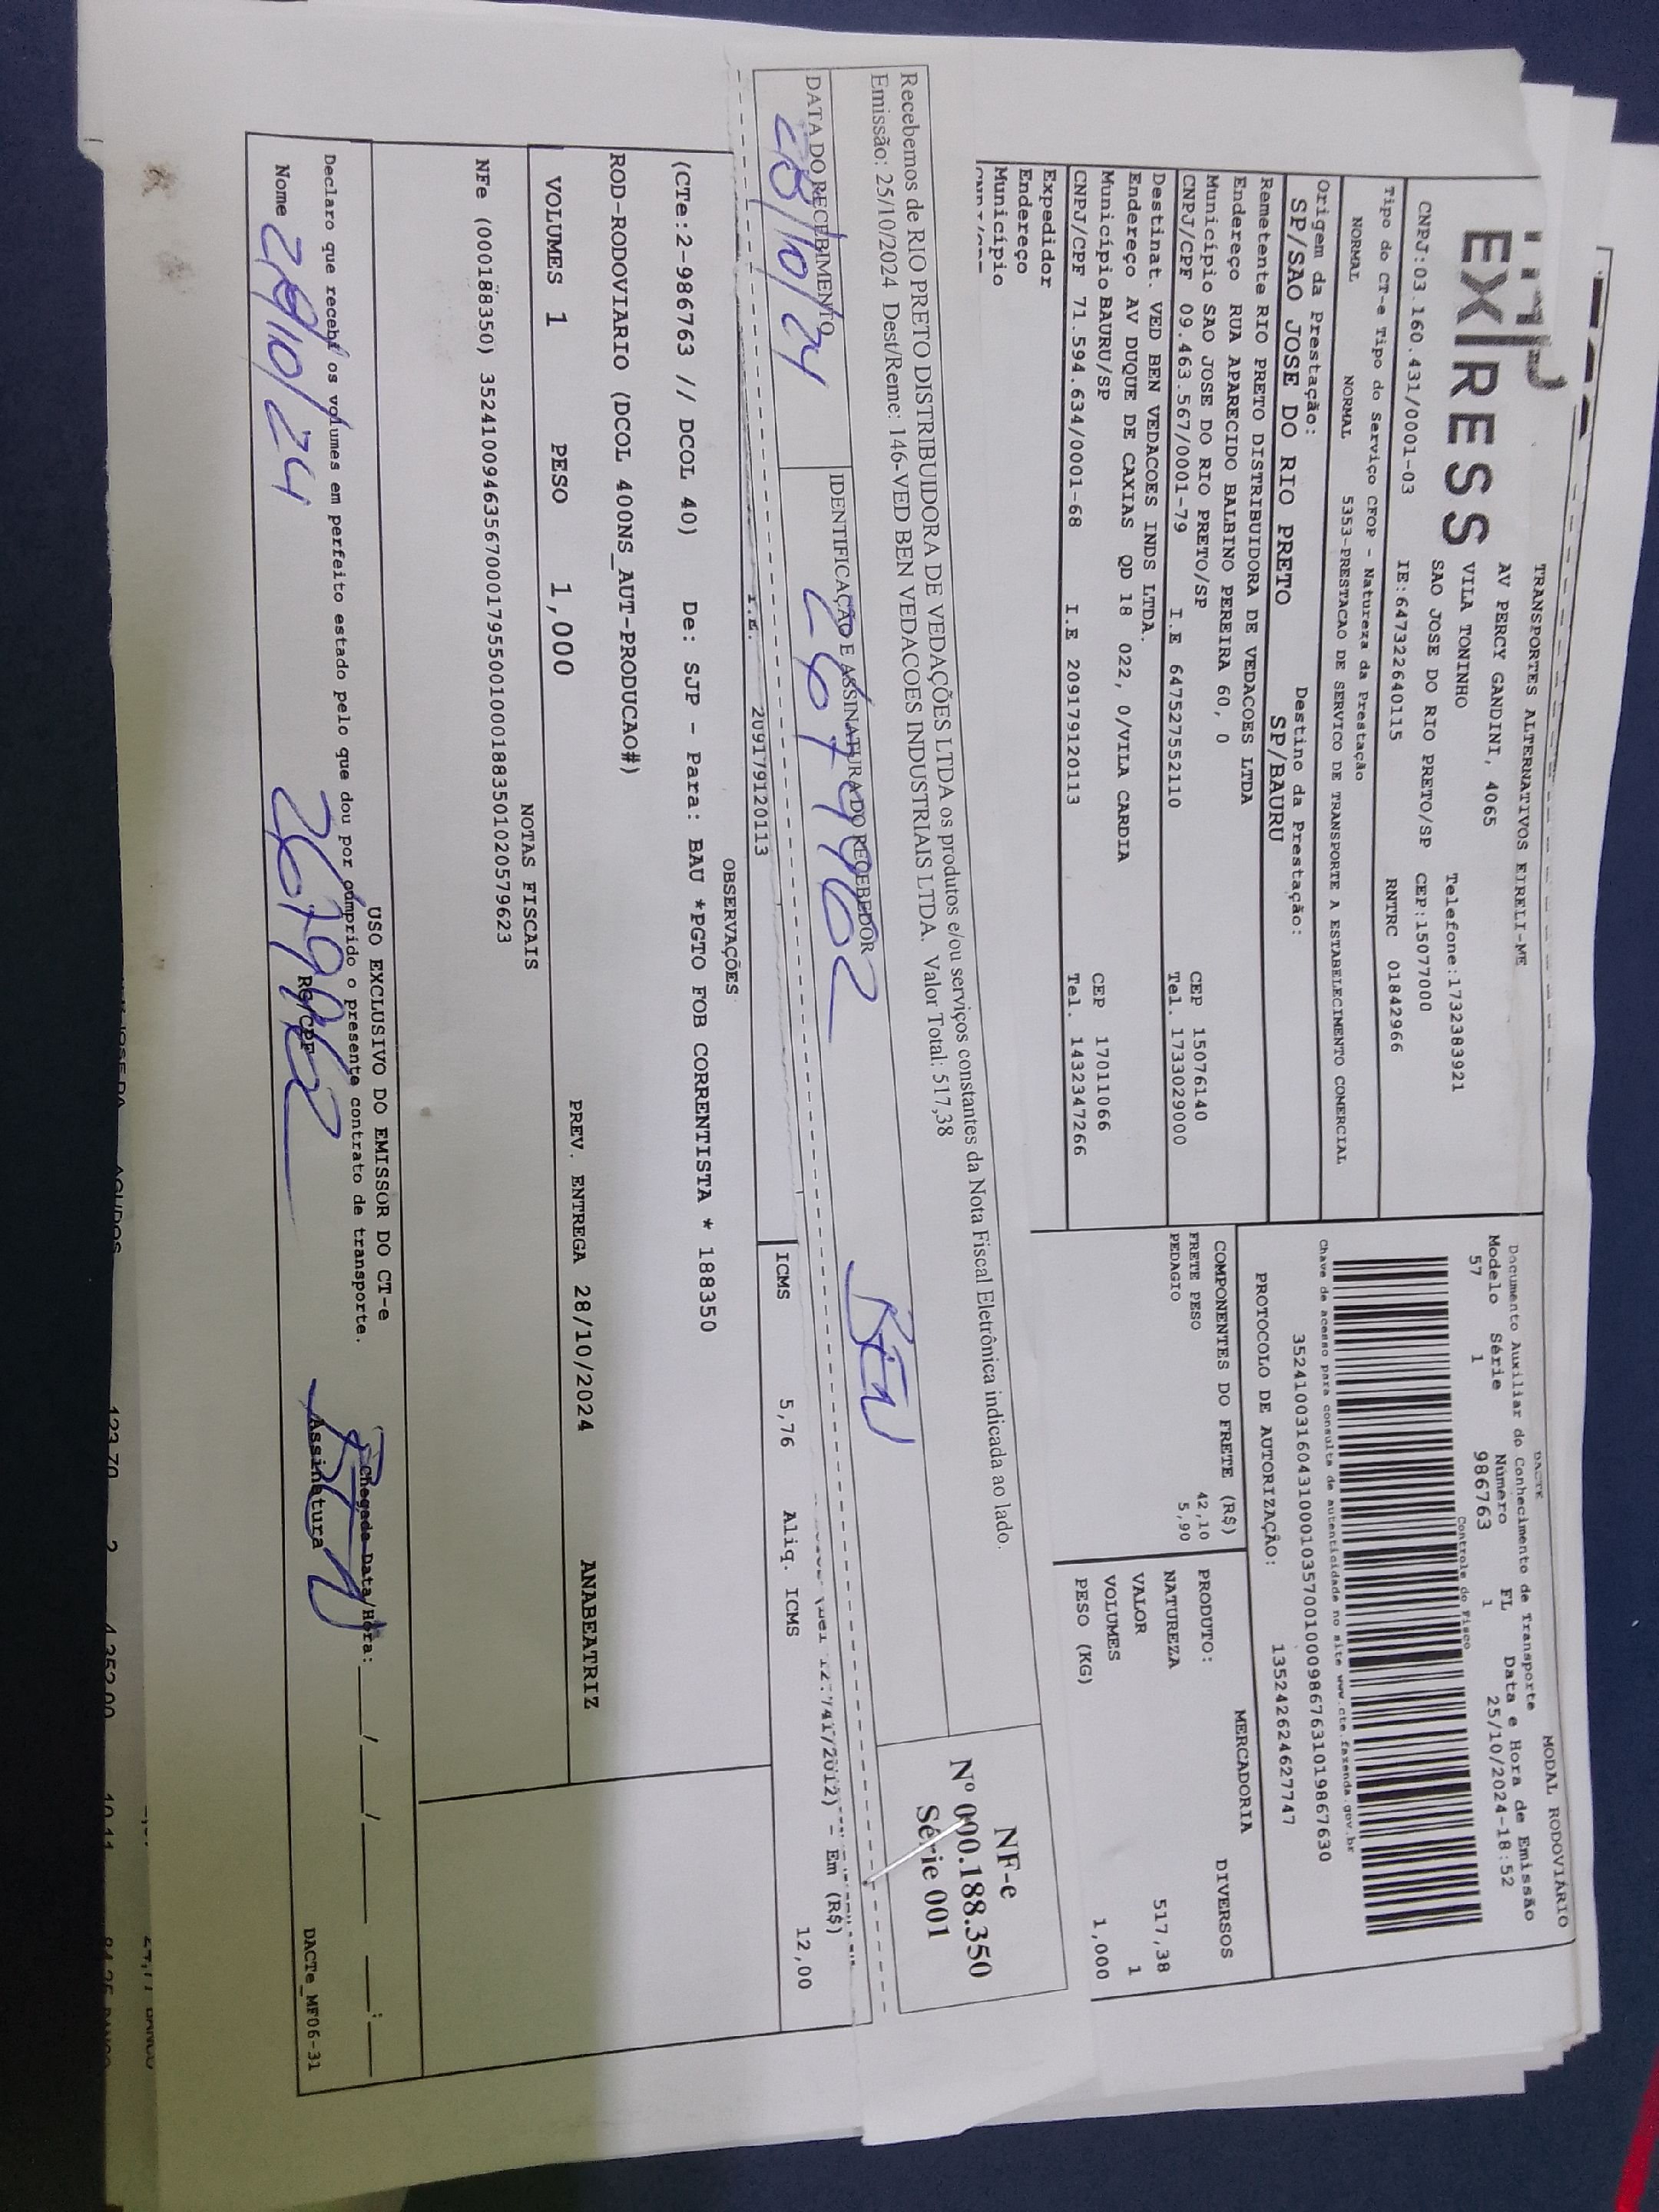 EXPRESS
TRANSPORTES ALTERNATIVOS EIRELI-ME
AV PERCY GANDINI, 4065
VILA TONINHO Telefone:1732383921
SAO JOSE DO RIO PRETO/SP CEP:15077000
CNPJ:03.160.431/0001-03 IE:647322640115 RNTRC 01842966
Tipo do CT-e Tipo do Serviço CFOP - Natureza da Prestação
NORMAL NORMAL 5353-PRESTACAO DE SERVICO DE TRANSPORTE A ESTABELECIMENTO COMERCIAL
Origem da Prestação: Destino da Prestação:
SP/SAO JOSE DO RIO PRETO SP/BAURU
Remetente RIO PRETO DISTRIBUIDORA DE VEDACOES LTDA
Endereço RUA APARECIDO BALBINO PEREIRA 60, 0
Município SAO JOSE DO RIO PRETO/SP CEP 15076140
CNPJ/CPF 09.463.567/0001-79 I.E 647527552110 Tel. 1733029000
Destinat. VED BEN VEDACOES INDS LTDA.
Endereço AV DUQUE DE CAXIAS QD 18 022, 0/VILA CARDIA
Município BAURU/SP CEP 17011066
CNPJ/CPF 71.594.634/0001-68 I.E 209179120113 Tel. 1432347266
Expedidor
Endereço
Município
DACTE MODAL RODOVIÁRIO
Documento Auxiliar do Conhecimento de Transporte
Modelo Série Número FL Data e Hora de Emissão
57 1 986763 1 25/10/2024-18:52
Controle do Fisco
Chave de acesso para consulta de autenticidade no site www.cte.fazenda.gov.br
35241003160431000103570010009867631019867630
PROTOCOLO DE AUTORIZAÇÃO: 135242624627747
COMPONENTES DO FRETE (R$)
FRETE PESO 42,10
PEDAGIO 5,90
MERCADORIA
PRODUTO: DIVERSOS
NATUREZA
VALOR 517,38
VOLUMES 1
PESO (KG) 1,000
Recebemos de RIO PRETO DISTRIBUIDORA DE VEDAÇÕES LTDA os produtos e/ou serviços constantes da Nota Fiscal Eletrônica indicada ao lado.
Emissão: 25/10/2024 Dest/Reme: 146-VED BEN VEDACOES INDUSTRIAIS LTDA. Valor Total: 517,38
DATA DO RECEBIMENTO IDENTIFICAÇÃO E ASSINATURA DO RECEBEDOR
28/10/24
NF-e
Nº 000.188.350
Série 001
I.E. 209179120113
12.741/2012) - Em (R$)
ICMS 5,76 Aliq. ICMS 12,00
OBSERVAÇÕES
(CTe:2-986763 // DCOL 40) De: SJP - Para: BAU *PGTO FOB CORRENTISTA * 188350
ROD-RODOVIARIO (DCOL 400NS_AUT-PRODUCAO#)
VOLUMES 1 PESO 1,000 PREV. ENTREGA 28/10/2024 ANABEATRIZ
NOTAS FISCAIS
NFe (000188350) 35241009463567000179550010001883501020579623
USO EXCLUSIVO DO EMISSOR DO CT-e
Declaro que recebi os volumes em perfeito estado pelo que dou por cumprido o presente contrato de transporte.
Chegada Data/Hora: ___/___/_____ __:__
Nome 28/10/24 RG/CPF Assinatura
DACTe_MF06-31